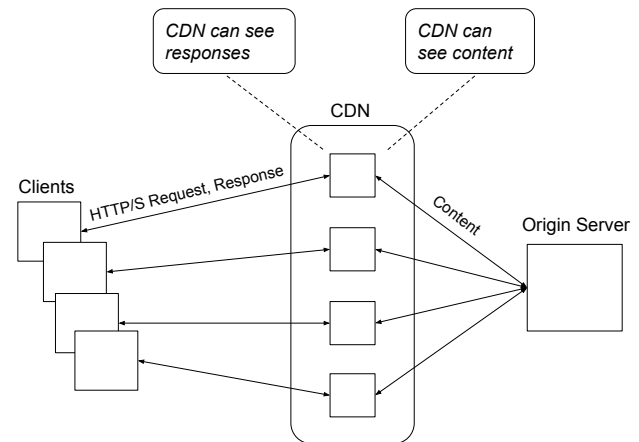 CDN can see
responses
CDN can
see content
CDN
Clients
HTTP/S Request, Response
Content
Origin Server